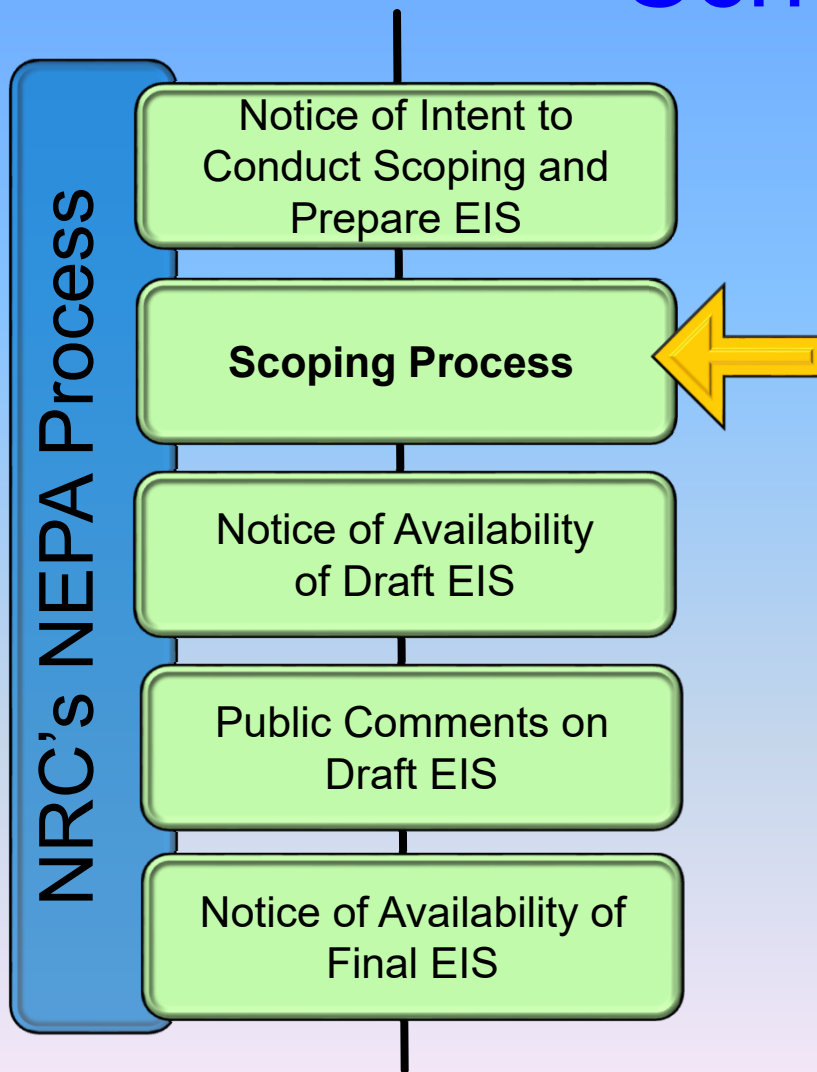 NRC's NEPA Process
Notice of Intent to
Conduct Scoping and
Prepare EIS
Scoping Process
Notice of Availability
of Draft EIS
Public Comments on
Draft EIS
Notice of Availability of
Final EIS